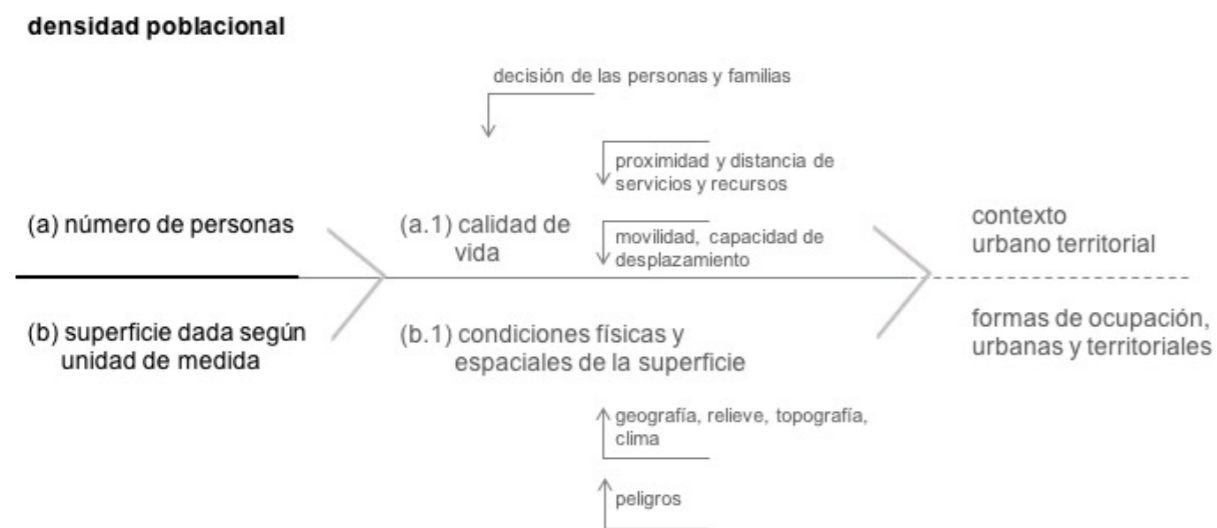 densidad poblacional
decisión de las personas y familias
proximidad y distancia de
servicios y recursos
(a) número de personas
(a.1) calidad de
vida
movilidad, capacidad de
desplazamiento
contexto
urbano territorial
(b) superficie dada según
unidad de medida
(b.1) condiciones físicas y
espaciales de la superficie
formas de ocupación,
urbanas y territoriales
geografía, relieve, topografía,
clima
peligros